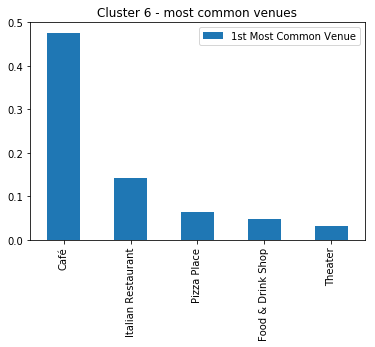 Cluster 6 - most common venues
1st Most Common Venue
0.5
0.4
0.3
0.2
0.1
0.0
Café
Italian Restaurant
Pizza Place
Food & Drink Shop
Theater